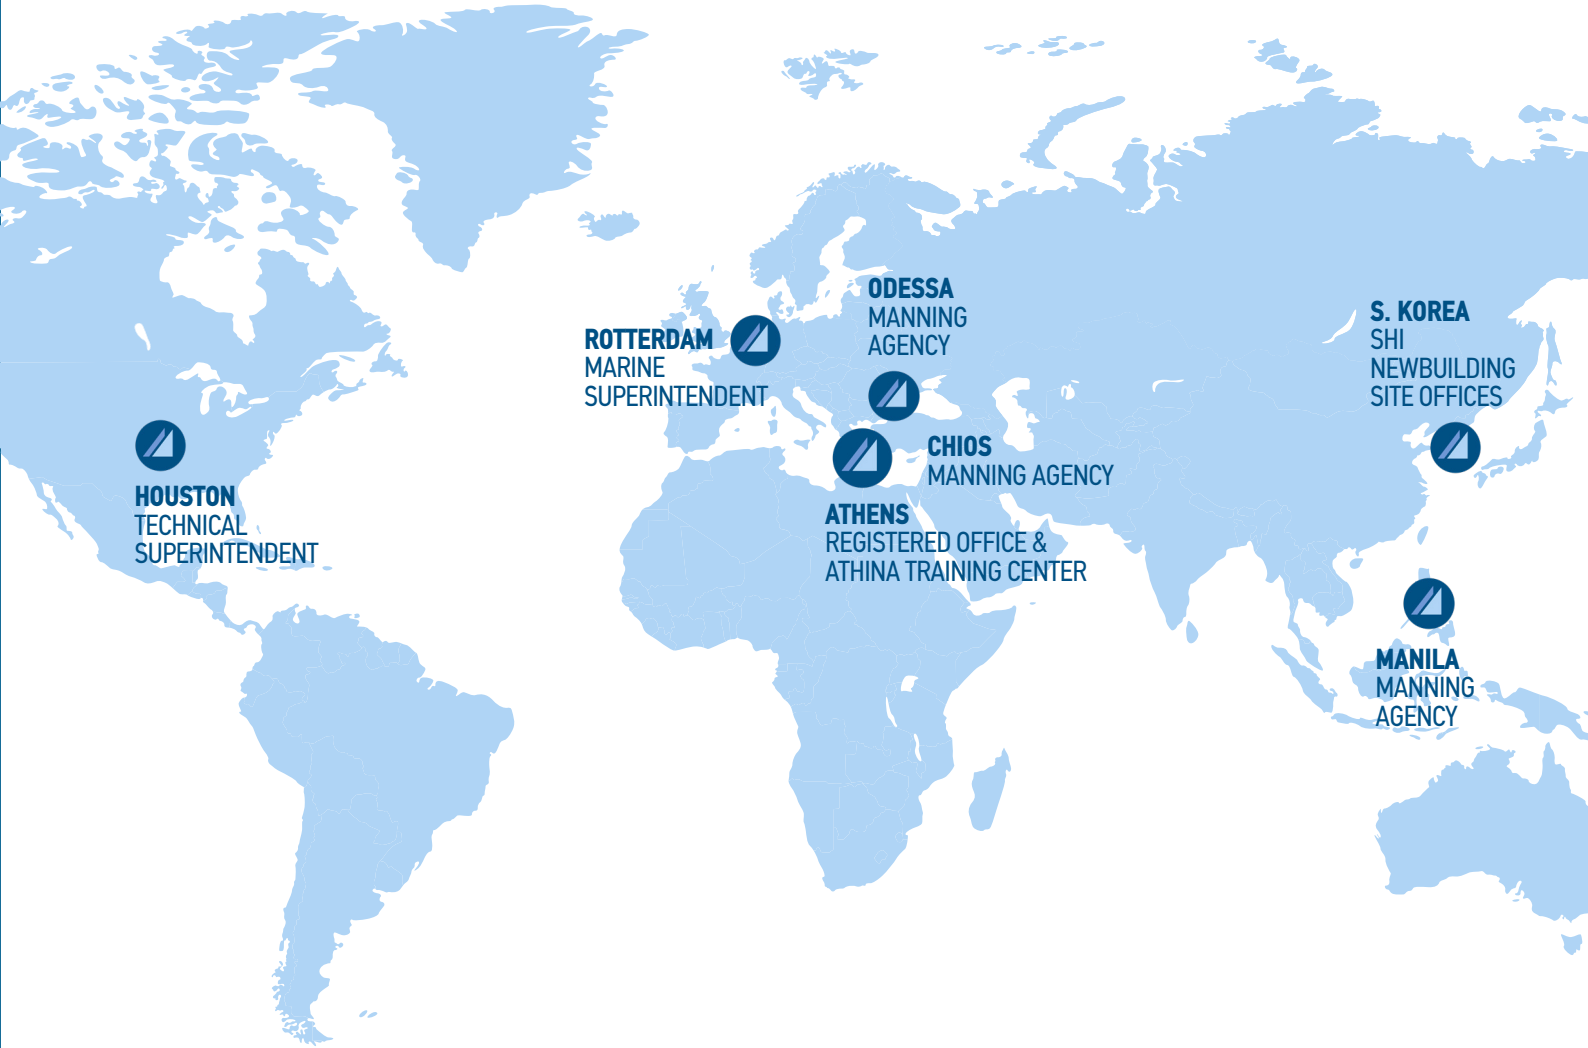 ODESSA
MANNING
AGENCY
S. KOREA
SHI
NEWBUILDING
SITE OFFICES
ROTTERDAM
MARINE
SUPERINTENDENT
CHIOS
MANNING AGENCY
HOUSTON
TECHNICAL
SUPERINTENDENT
ATHENS
REGISTERED OFFICE &
ATHINA TRAINING CENTER
MANILA
MANNING
AGENCY